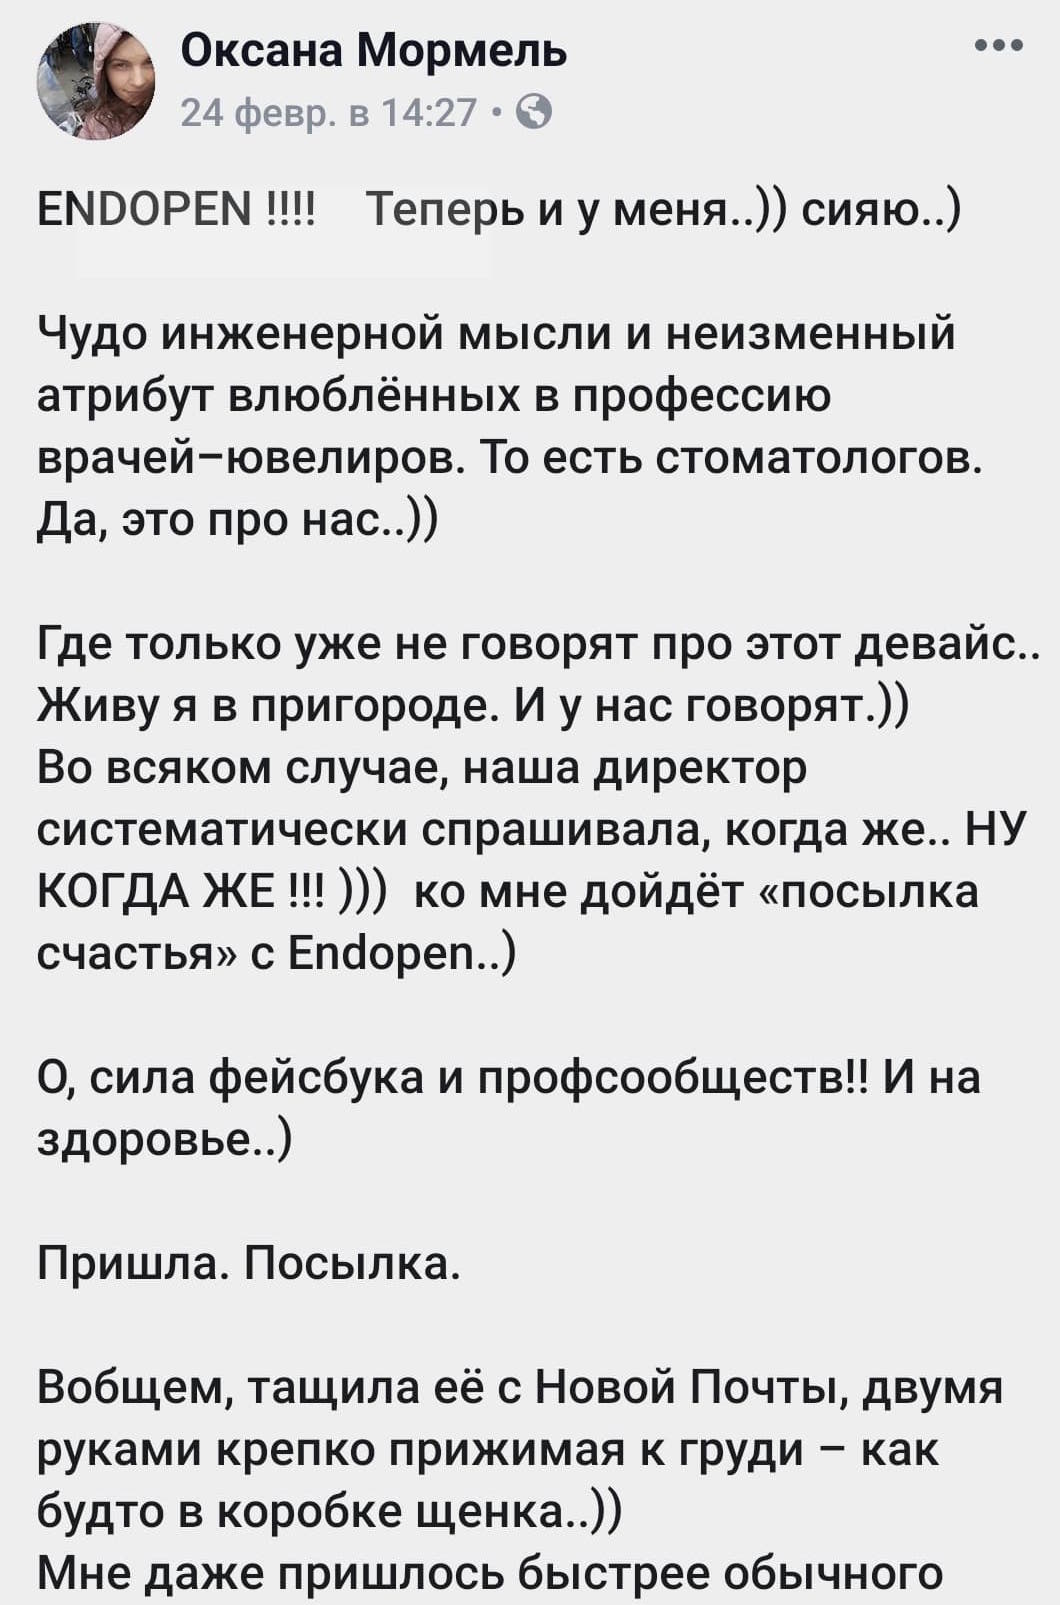 Оксана Мормель
24 февр. в 14:27 •
ENDOPEN !!!! Теперь и у меня..)) сияю..)
Чудо инженерной мысли и неизменный
атрибут влюблённых в профессию
врачей–ювелиров. То есть стоматологов.
Да, это про нас..))
Где только уже не говорят про этот девайс..
Живу я в пригороде. И у нас говорят.))
Во всяком случае, наша директор
систематически спрашивала, когда же.. НУ
КОГДА ЖЕ !!! ))) ко мне дойдёт «посылка
счастья» с Endopen..)
О, сила фейсбука и профсообществ!! И на
здоровье..)
Пришла. Посылка.
Вобщем, тащила её с Новой Почты, двумя
руками крепко прижимая к груди – как
будто в коробке щенка..))
Мне даже пришлось быстрее обычного